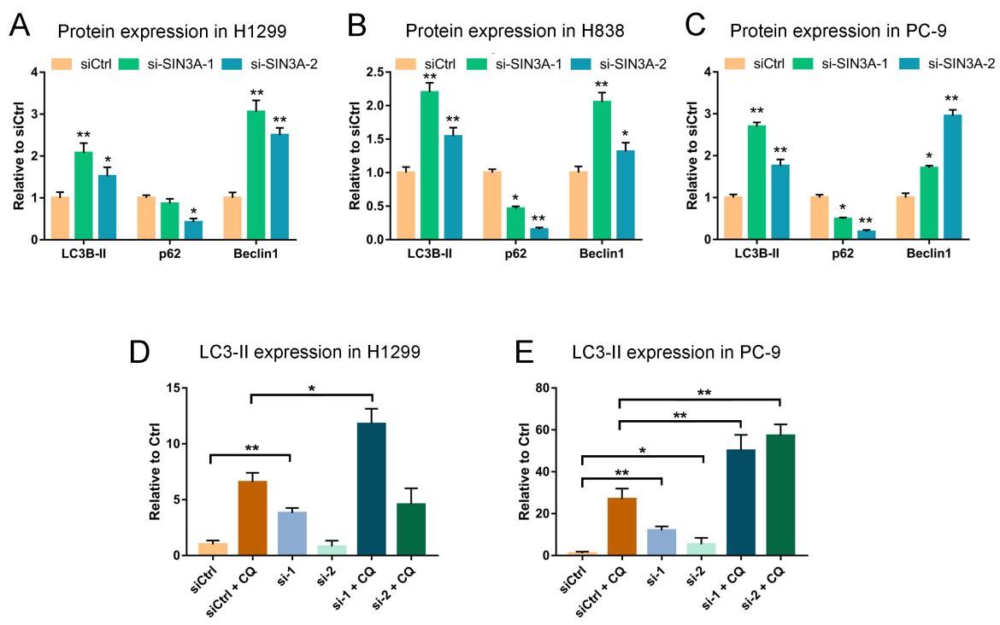 A
Protein expression in H1299
siCtrl si-SIN3A-1 si-SIN3A-2
Relative to siCtrl
4
3
2
1
0
** * * ** **
LC3B-II p62 Beclin1
B
Protein expression in H838
siCtrl si-SIN3A-1 si-SIN3A-2
Relative to siCtrl
2.5
2.0
1.5
1.0
0.5
0.0
** ** * ** ** *
LC3B-II p62 Beclin1
C
Protein expression in PC-9
siCtrl si-SIN3A-1 si-SIN3A-2
Relative to siCtrl
4
3
2
1
0
** ** * ** * **
LC3B-II p62 Beclin1
D
LC3-II expression in H1299
Relative to Ctrl
15
10
5
0
*
**
siCtrl siCtrl + CQ si-1 si-2 si-1 + CQ si-2 + CQ
E
LC3-II expression in PC-9
Relative to Ctrl
80
60
40
20
0
**
**
*
**
siCtrl siCtrl + CQ si-1 si-2 si-1 + CQ si-2 + CQ